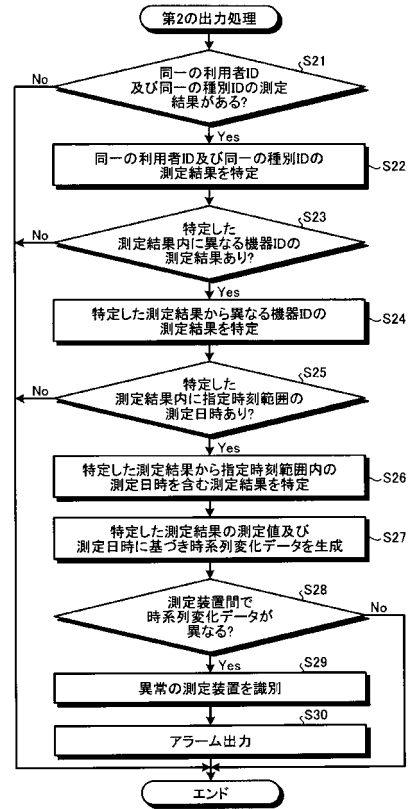 第2の出力処理
S21
No
同一の利用者ID
及び同一の種別IDの測定
結果がある?
Yes
同一の利用者ID及び同一の種別IDの
測定結果を特定
S22
S23
No
特定した
測定結果内に異なる機器IDの
測定結果あり?
Yes
特定した測定結果から異なる機器IDの
測定結果を特定
S24
S25
No
特定した
測定結果内に指定時刻範囲の
測定日時あり?
Yes
特定した測定結果から指定時刻範囲内の
測定日時を含む測定結果を特定
S26
特定した測定結果の測定値及び
測定日時に基づき時系列変化データを生成
S27
S28
測定装置間で
時系列変化データが
異なる?
No
Yes
S29
異常の測定装置を識別
S30
アラーム出力
エンド